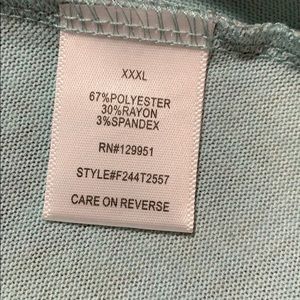 XXXL
67%POLYESTER
30%RAYON
3%SPANDEX
RN#129951
STYLE#F244T2557
CARE ON REVERSE